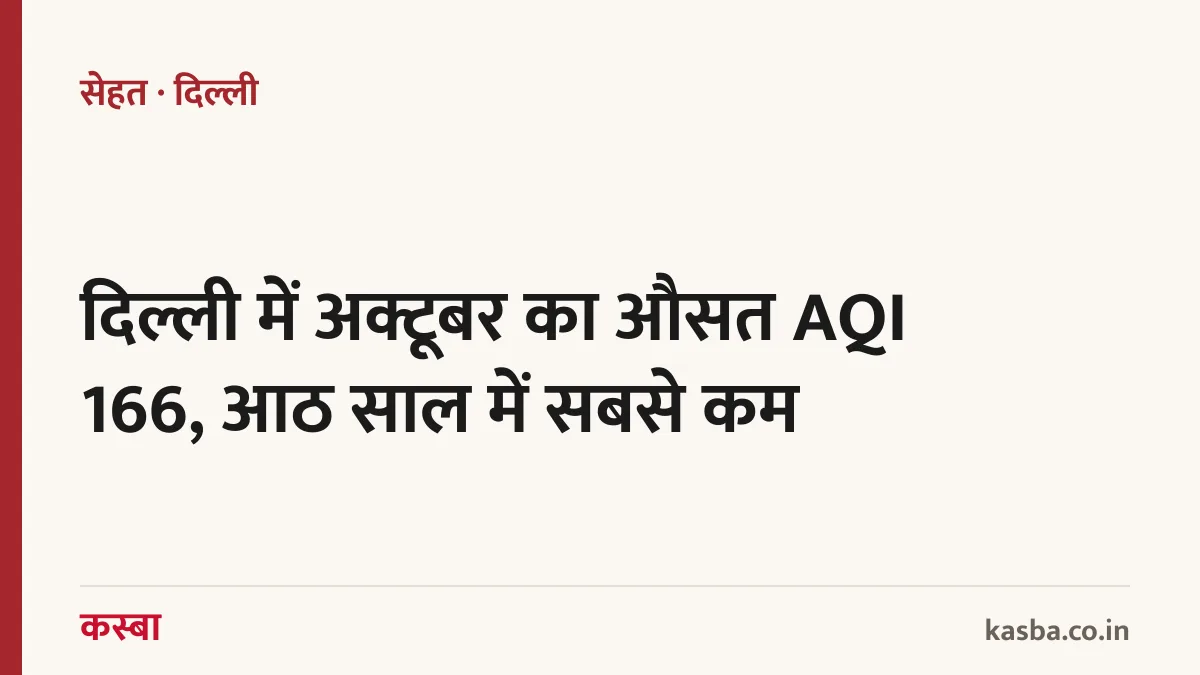 सेहत · दिल्ली
दिल्ली में अक्टूबर का औसत AQI
166, आठ साल में सबसे कम
कस्बा
kasba.co.in